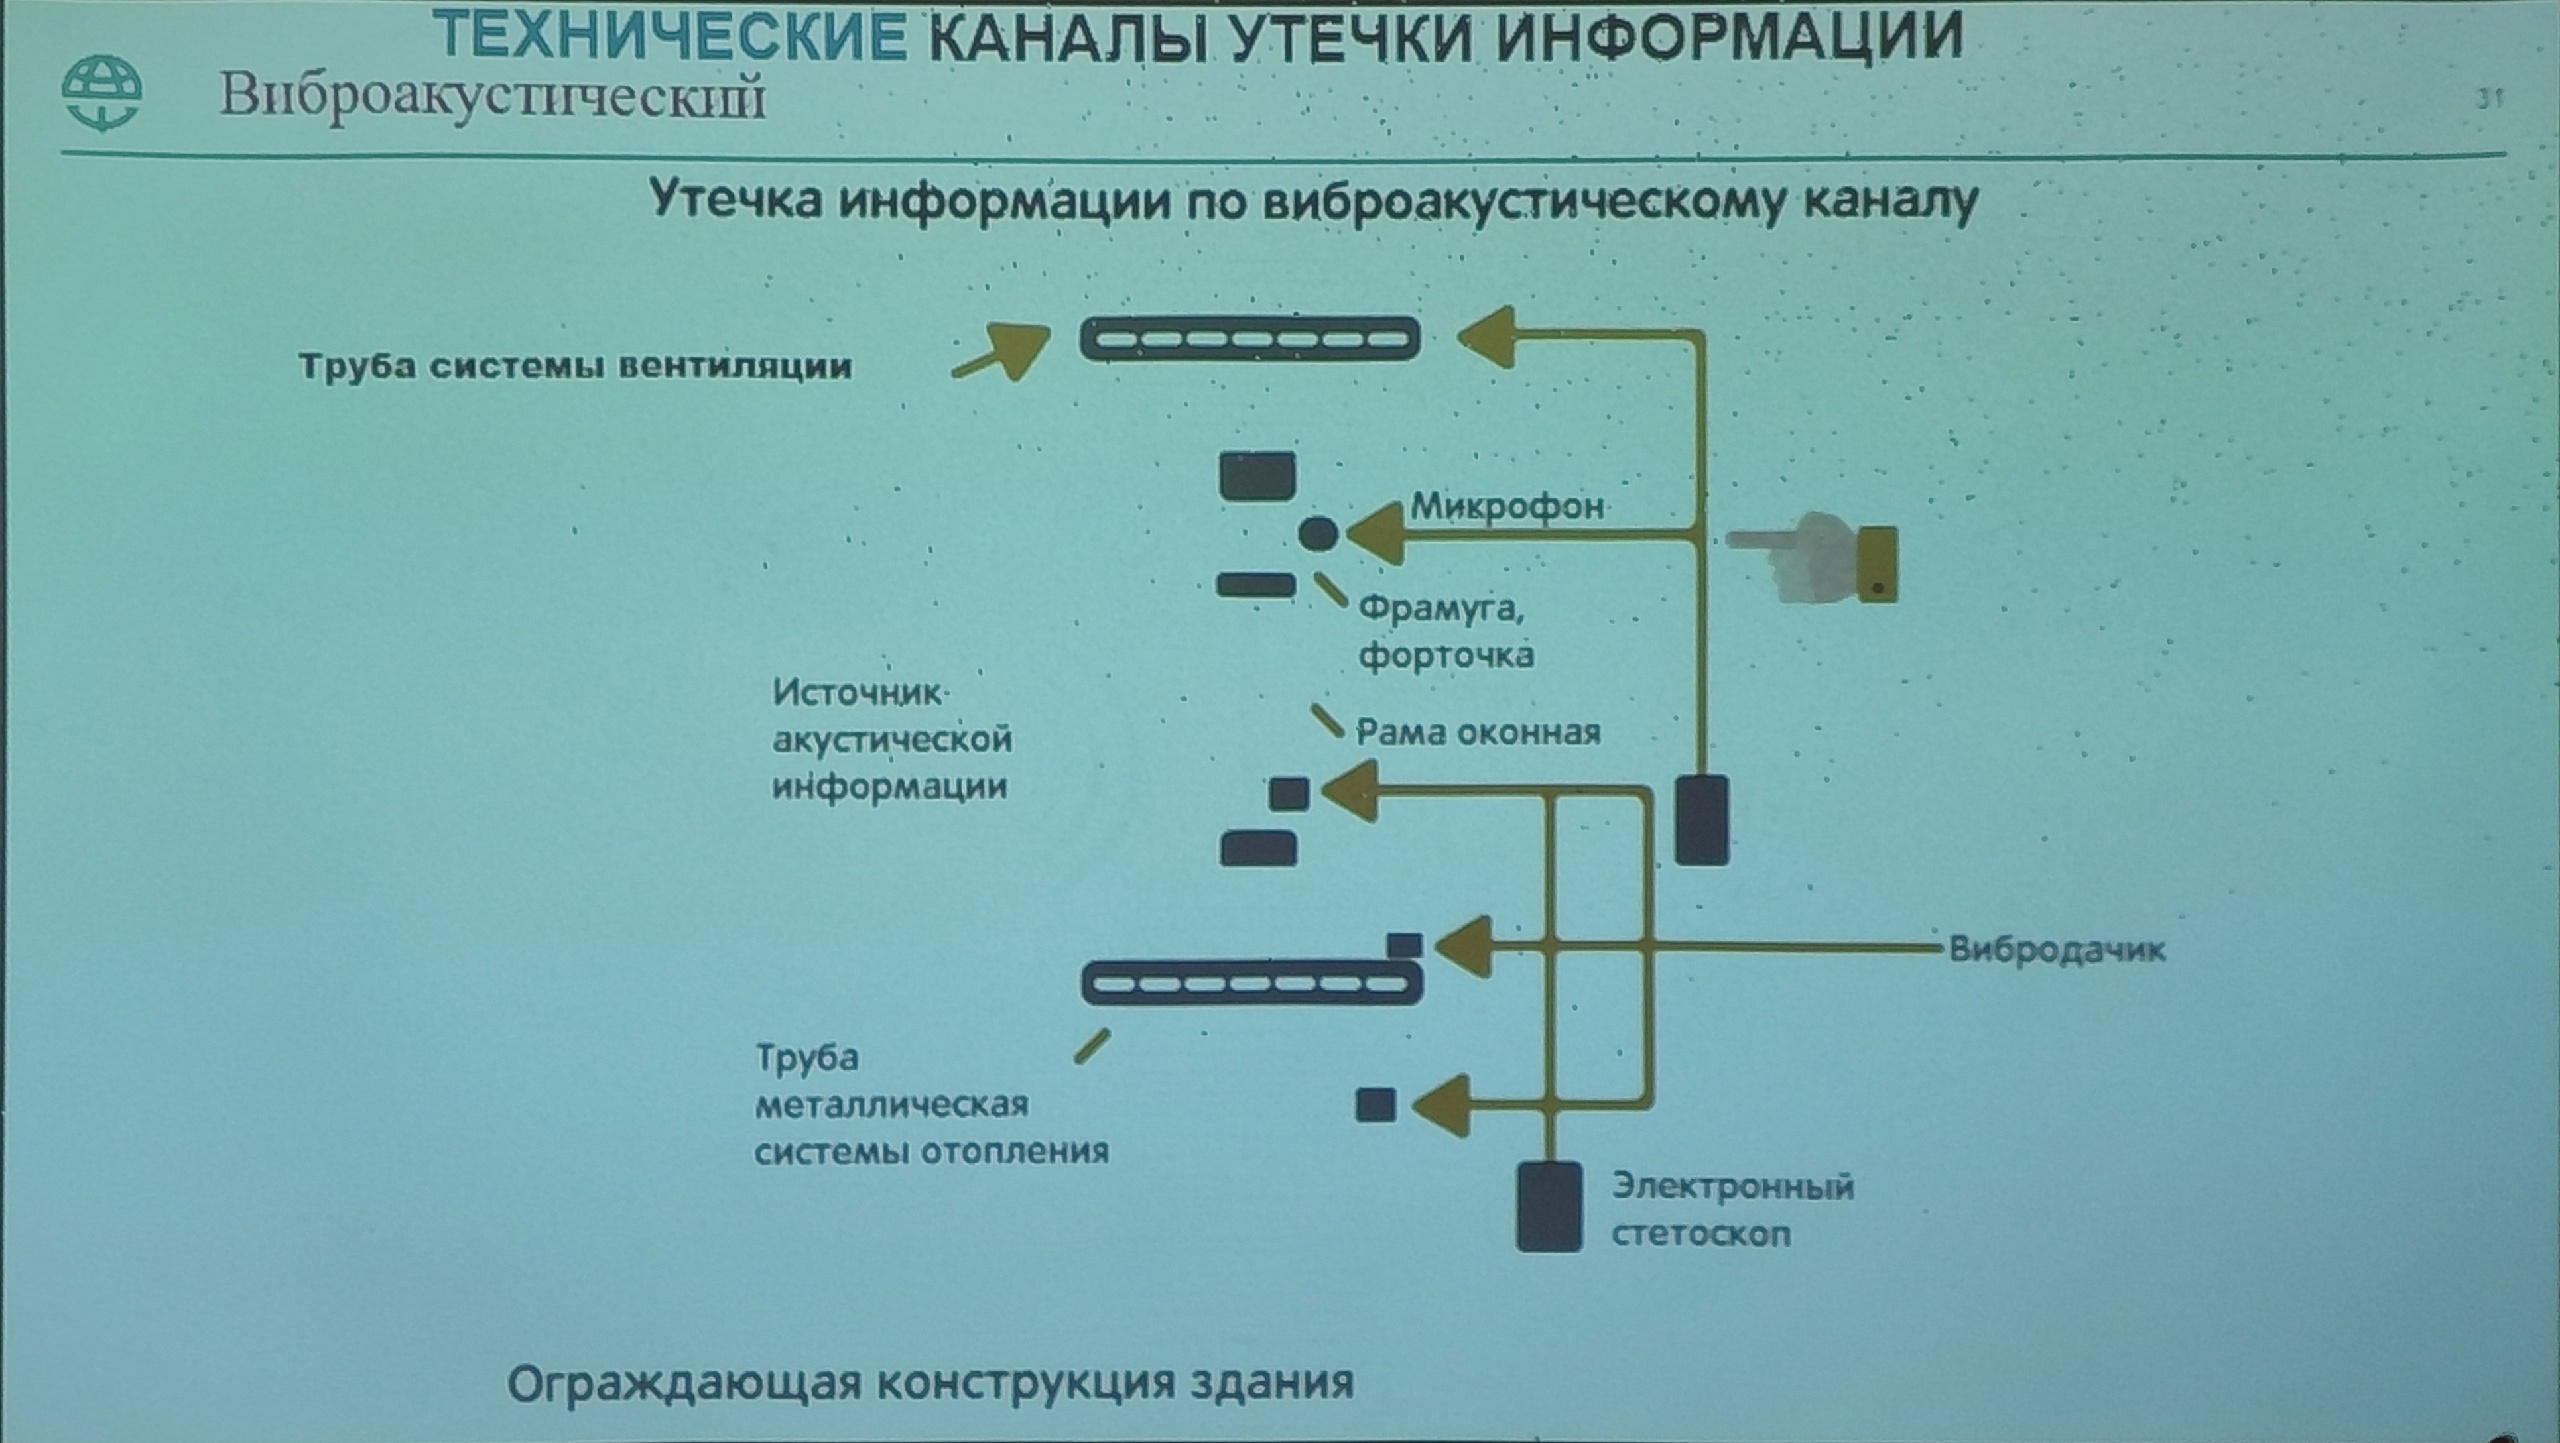 ТЕХНИЧЕСКИЕ КАНАЛЫ УТЕЧКИ ИНФОРМАЦИИ
Виброакустический
31
Утечка информации по виброакустическому каналу
Труба системы вентиляции
Микрофон
Фрамуга,
форточка
Источник
акустической
информации
Рама оконная
Вибродачик
Труба
металлическая
системы отопления
Электронный
стетоскоп
Ограждающая конструкция здания